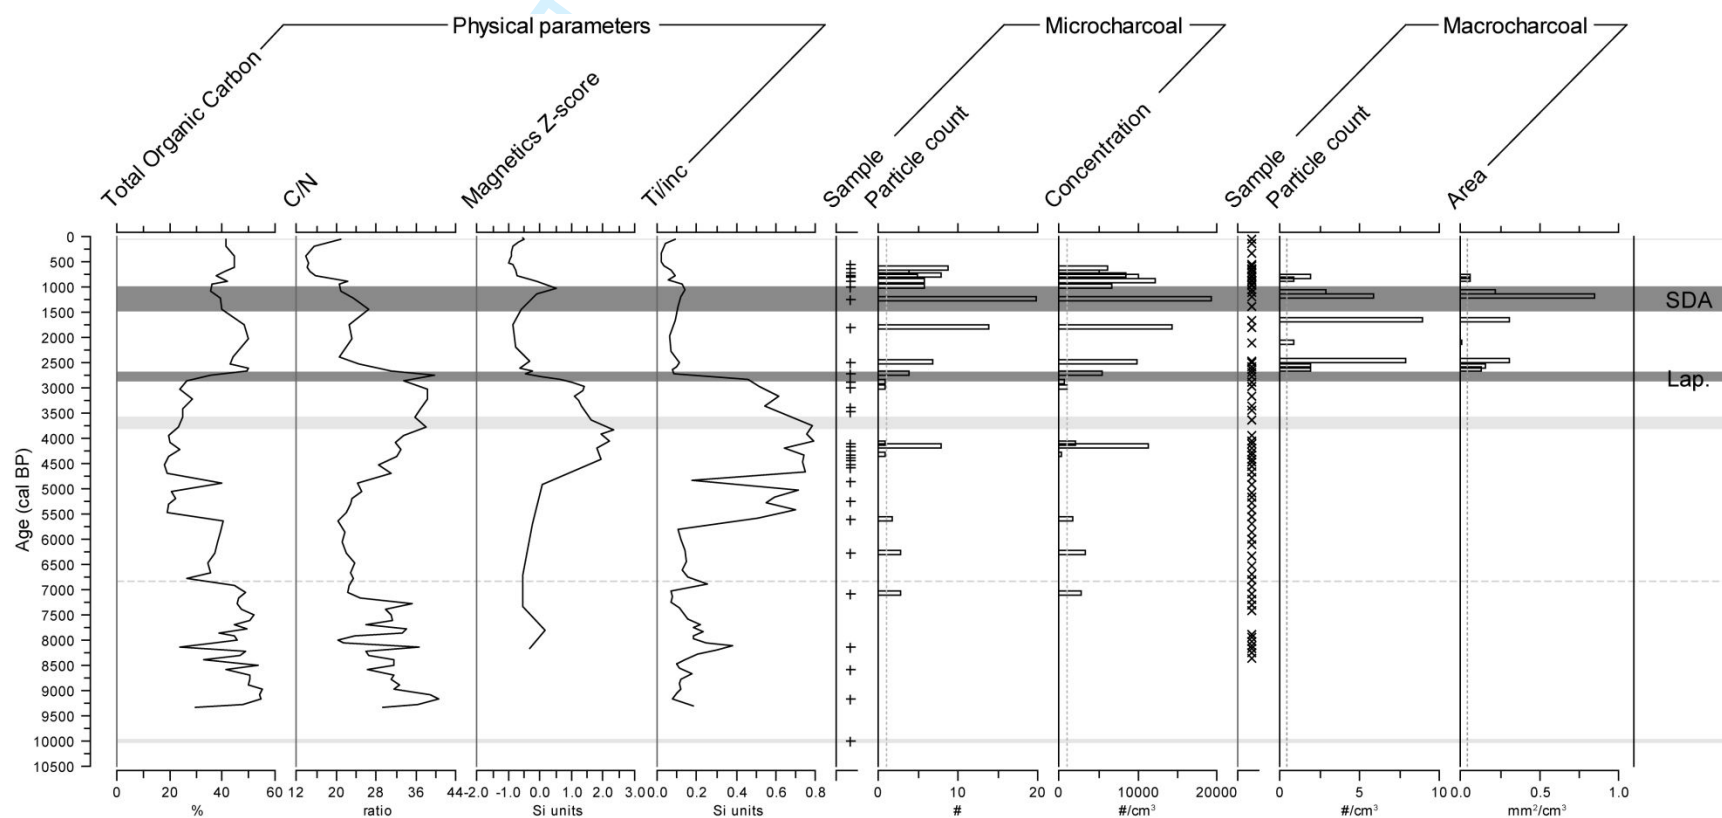 Physical parameters
Microcharcoal
Macrocharcoal
Total Organic Carbon
C/N
Magnetics Z-score
Ti/inc
Sample
Particle count
Concentration
Sample
Particle count
Area
Age (cal BP)
0
500
1000
1500
2000
2500
3000
3500
4000
4500
5000
5500
6000
6500
7000
7500
8000
8500
9000
9500
10000
10500
SDA
Lap.
0 20 40 60
12 20 28 36 44
-2.0 -1.0 0.0 1.0 2.0 3.0
0.0 0.2 0.4 0.6 0.8
0 10 20
0 10000 20000
0 5 10
0.0 0.5 1.0
%
ratio
Si units
Si units
#
#/cm³
#/cm³
mm²/cm³